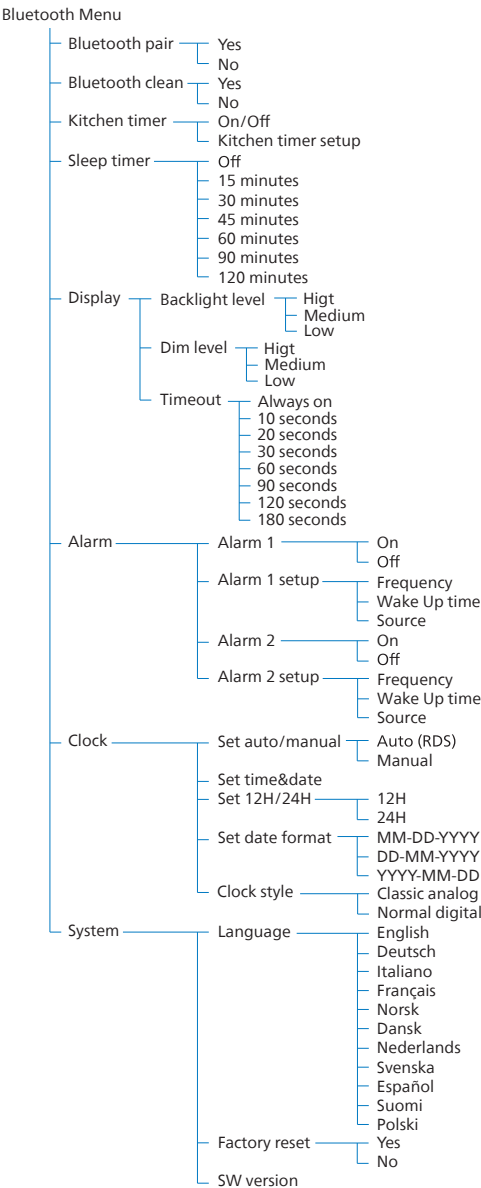 Bluetooth Menu
Bluetooth pair Yes
No
Bluetooth clean Yes
No
Kitchen timer On/Off
Kitchen timer setup
Sleep timer Off
15 minutes
30 minutes
45 minutes
60 minutes
90 minutes
120 minutes
Display Backlight level Higt
Medium
Low
Dim level Higt
Medium
Low
Timeout Always on
10 seconds
20 seconds
30 seconds
60 seconds
90 seconds
120 seconds
180 seconds
Alarm Alarm 1 On
Off
Alarm 1 setup Frequency
Wake Up time
Source
Alarm 2 On
Off
Alarm 2 setup Frequency
Wake Up time
Source
Clock Set auto/manual Auto (RDS)
Manual
Set time&date
Set 12H/24H 12H
24H
Set date format MM-DD-YYYY
DD-MM-YYYY
YYYY-MM-DD
Clock style Classic analog
Normal digital
System Language English
Deutsch
Italiano
Français
Norsk
Dansk
Nederlands
Svenska
Español
Suomi
Polski
Factory reset Yes
No
SW version